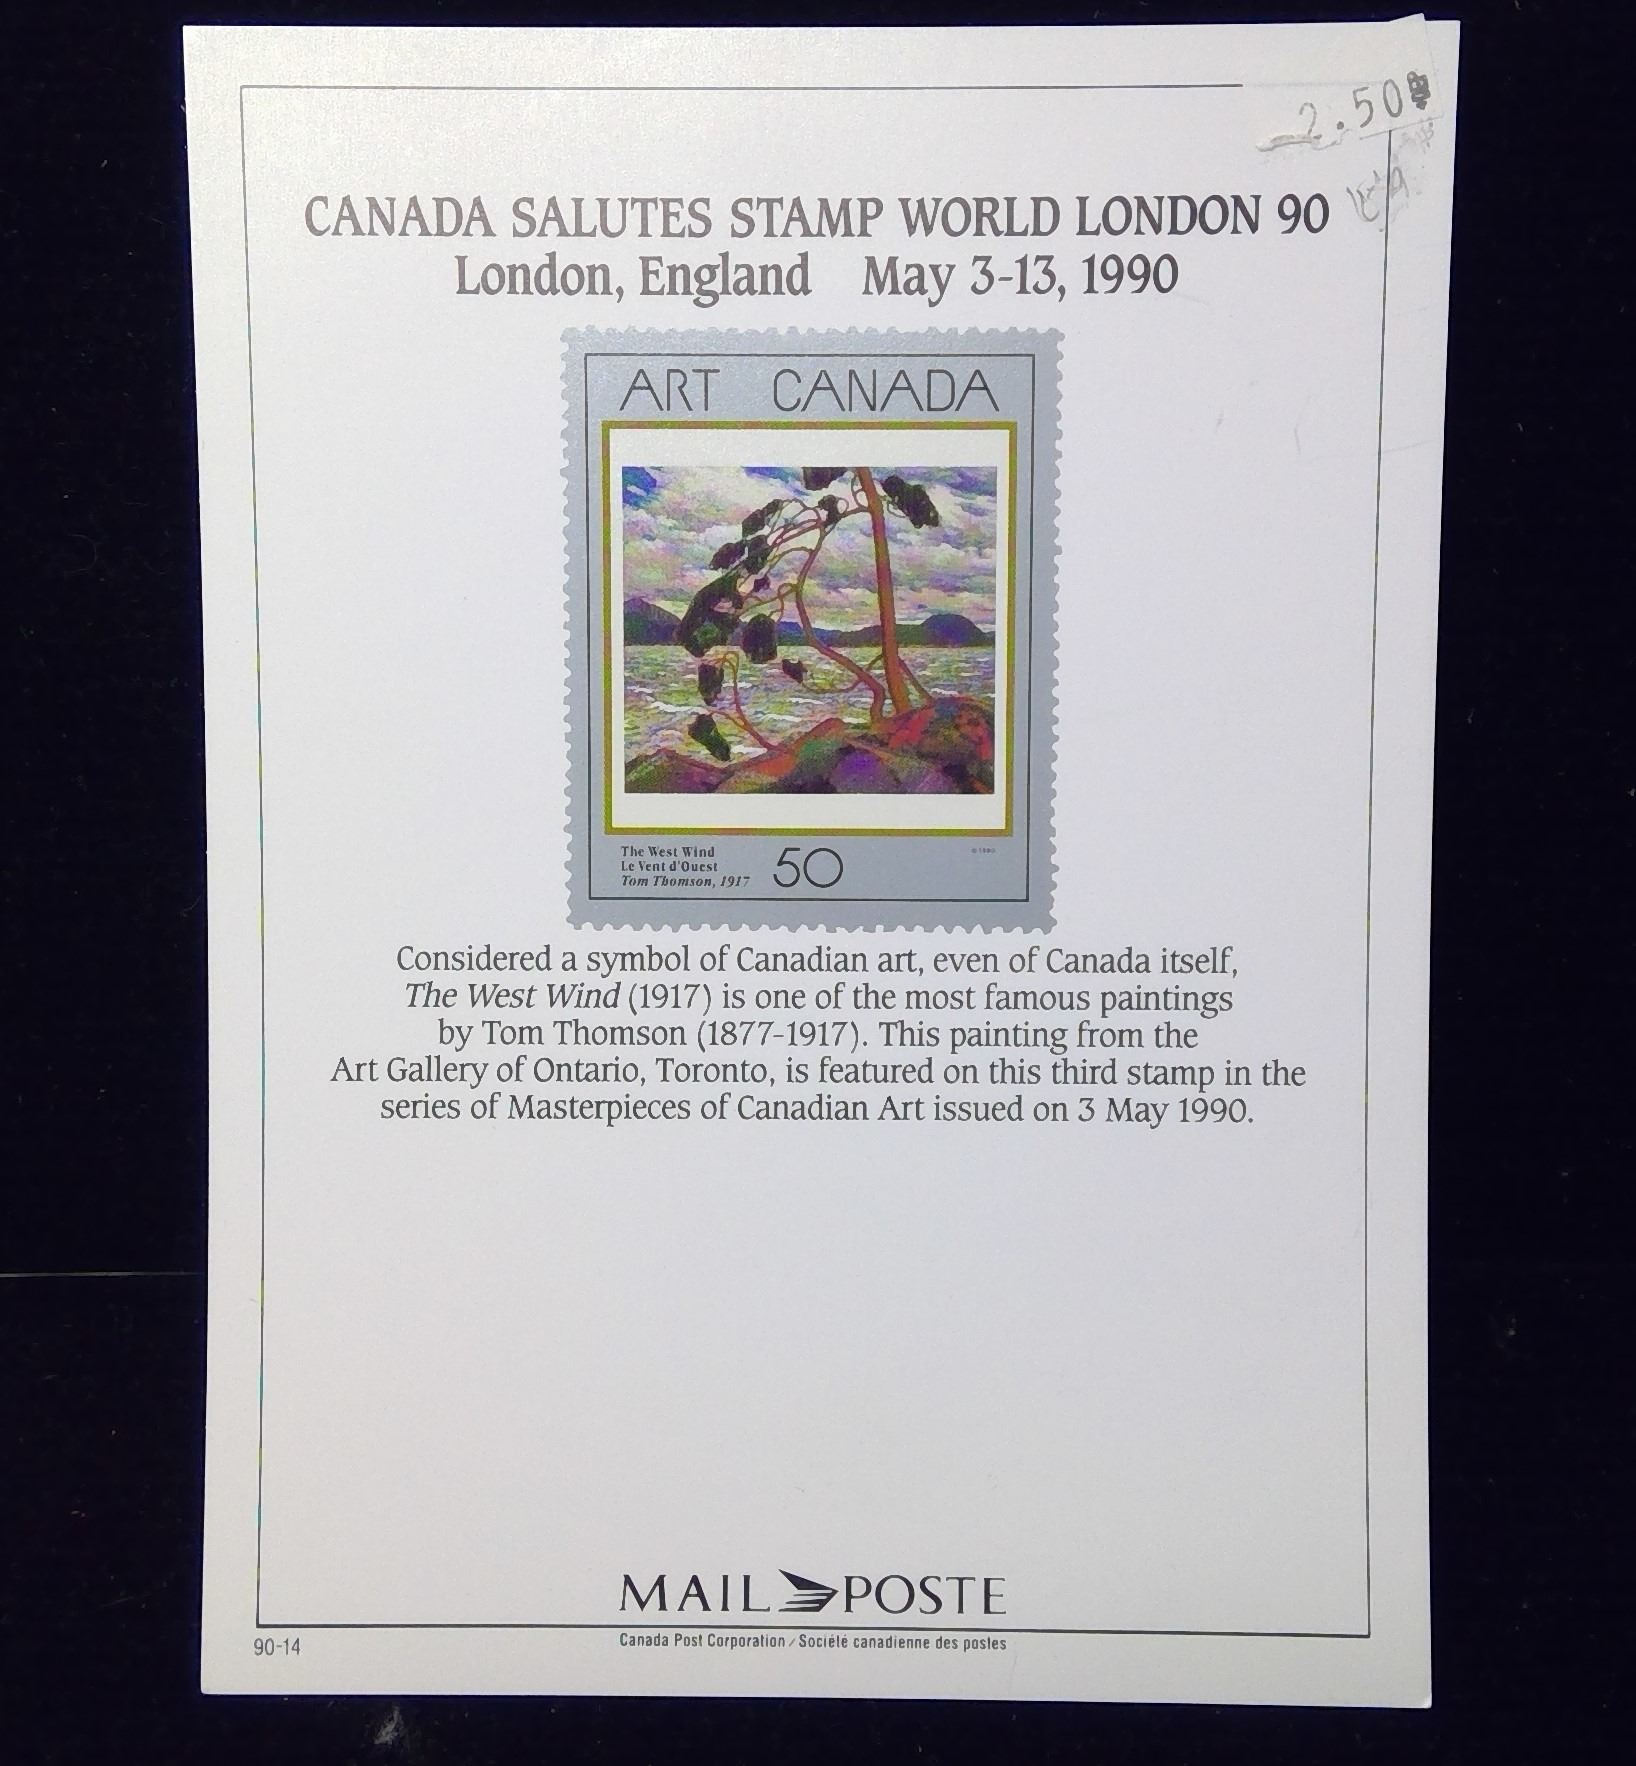 2.50
CANADA SALUTES STAMP WORLD LONDON 90
London, England May 3-13, 1990
ART CANADA
The West Wind
Le Vent d'Ouest
Tom Thomson, 1917
50
© 1990
Considered a symbol of Canadian art, even of Canada itself,
The West Wind (1917) is one of the most famous paintings
by Tom Thomson (1877-1917). This painting from the
Art Gallery of Ontario, Toronto, is featured on this third stamp in the
series of Masterpieces of Canadian Art issued on 3 May 1990.
MAIL POSTE
Canada Post Corporation / Société canadienne des postes
90-14